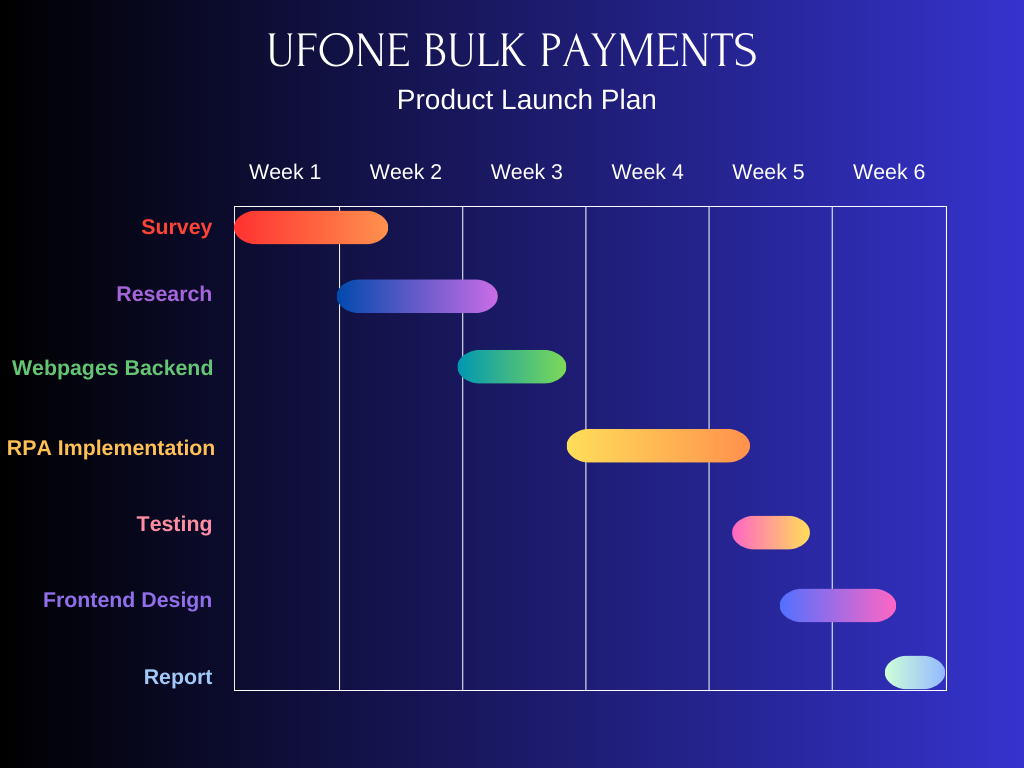 UFONE BULK PAYMENTS
Product Launch Plan
Week 1 Week 2 Week 3 Week 4 Week 5 Week 6
Survey
Research
Webpages Backend
RPA Implementation
Testing
Frontend Design
Report